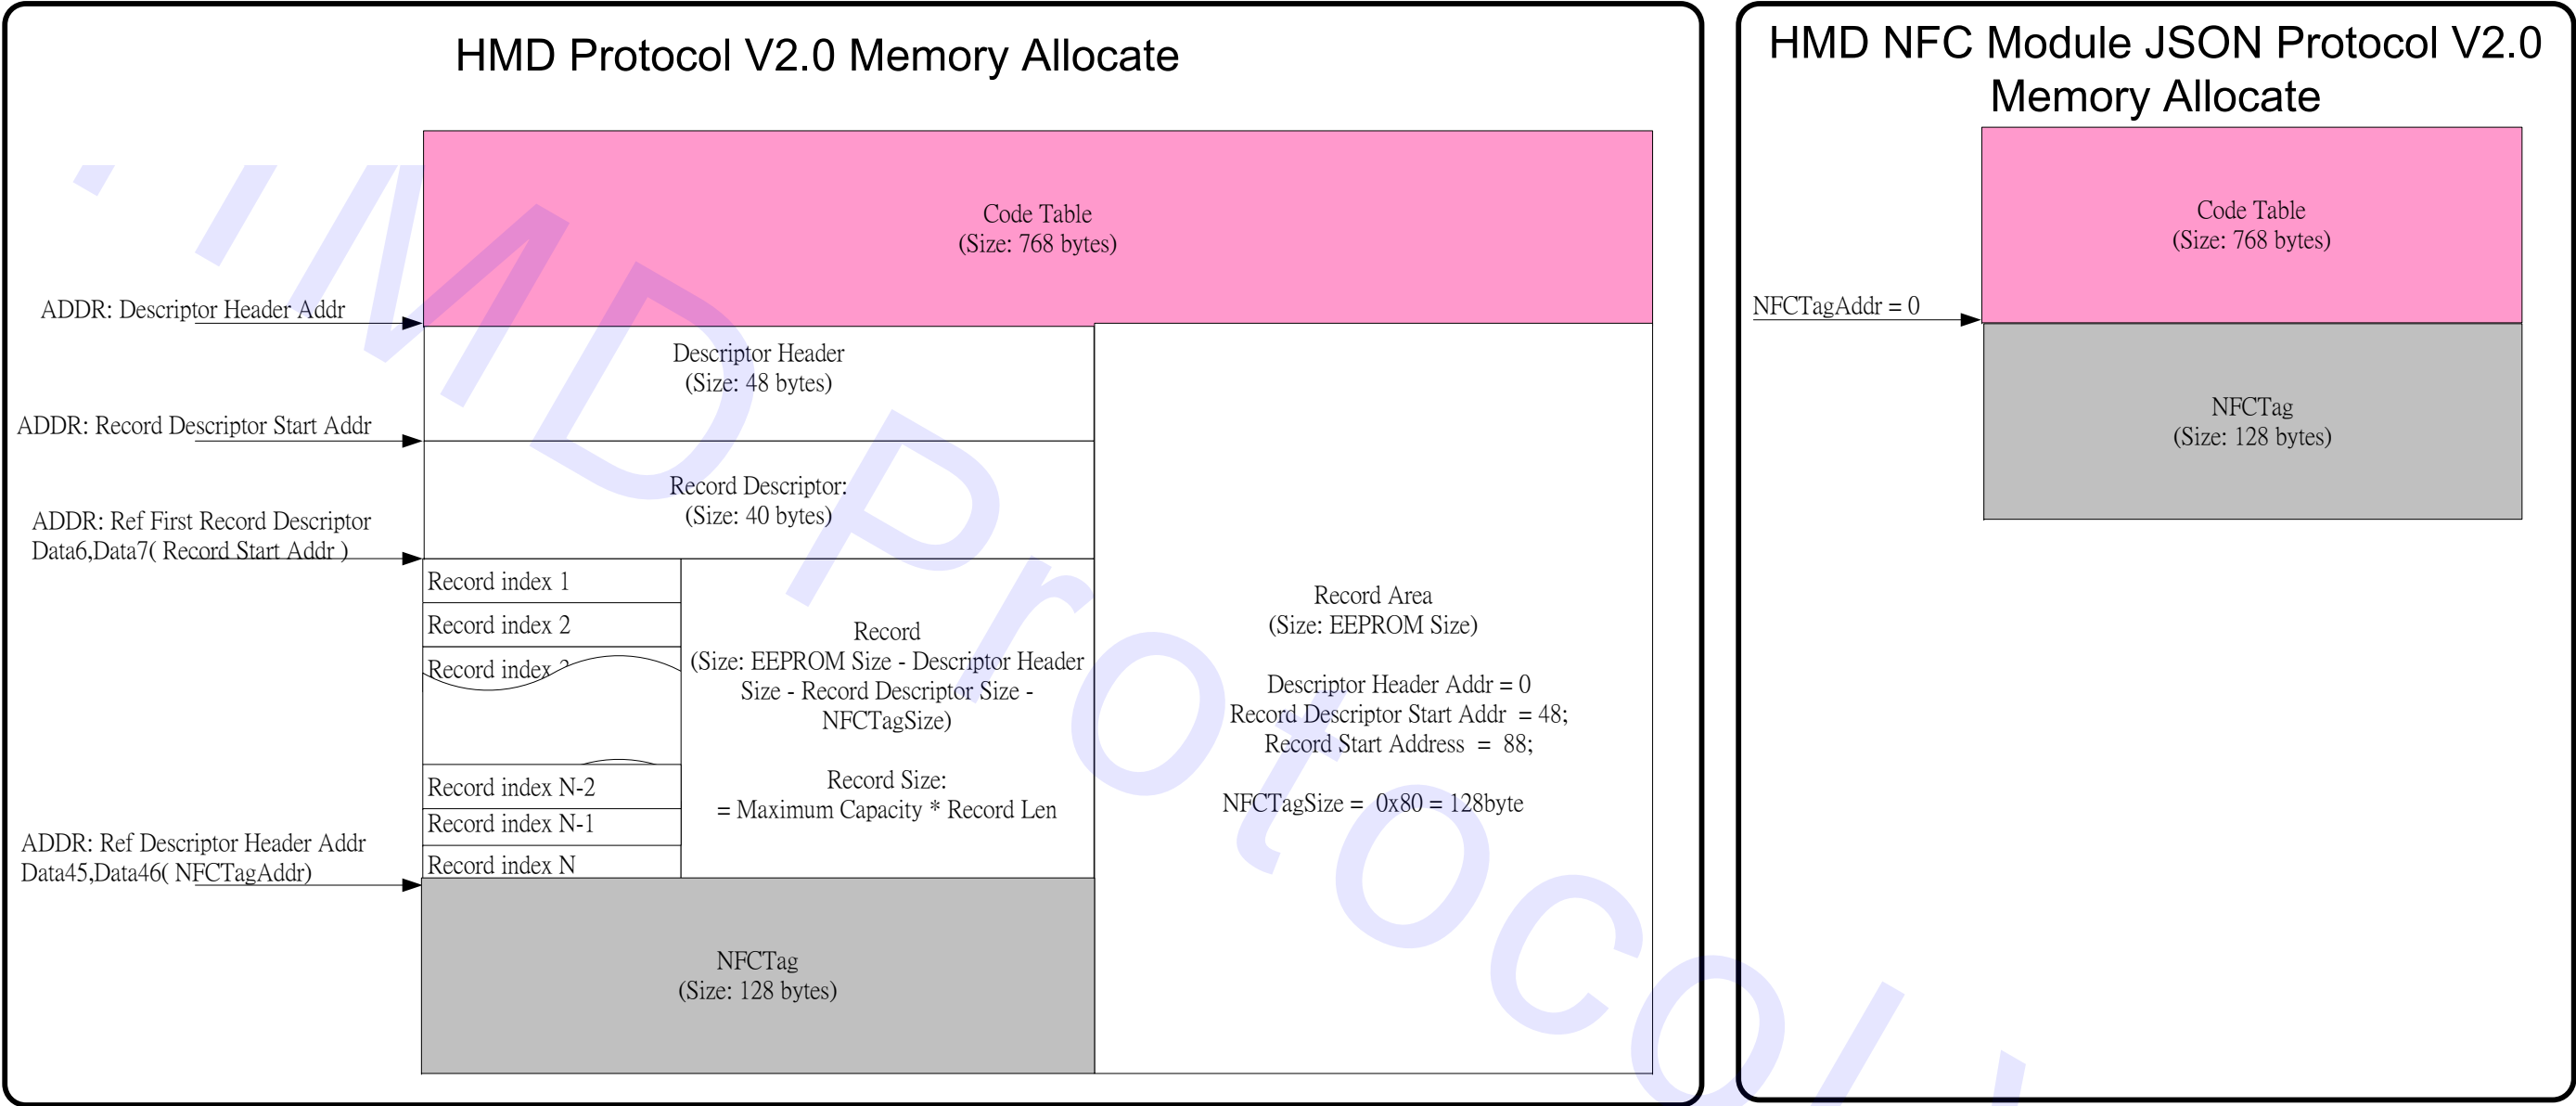 HMD Protocol V2.0 Memory Allocate
Code Table
(Size: 768 bytes)
ADDR: Descriptor Header Addr
Descriptor Header
(Size: 48 bytes)
ADDR: Record Descriptor Start Addr
Record Descriptor:
(Size: 40 bytes)
ADDR: Ref First Record Descriptor
Data6,Data7( Record Start Addr )
Record index 1
Record index 2
Record index
Record index N-2
Record index N-1
Record index N
Record
(Size: EEPROM Size - Descriptor Header
Size - Record Descriptor Size -
NFCTagSize)
Record Size:
= Maximum Capacity * Record Len
Record Area
(Size: EEPROM Size)
Descriptor Header Addr = 0
Record Descriptor Start Addr = 48;
Record Start Address = 88;
NFCTagSize = 0x80 = 128byte
ADDR: Ref Descriptor Header Addr
Data45,Data46( NFCTagAddr)
NFCTag
(Size: 128 bytes)
HMD NFC Module JSON Protocol V2.0
Memory Allocate
Code Table
(Size: 768 bytes)
NFCTagAddr = 0
NFCTag
(Size: 128 bytes)
HMD Protocol